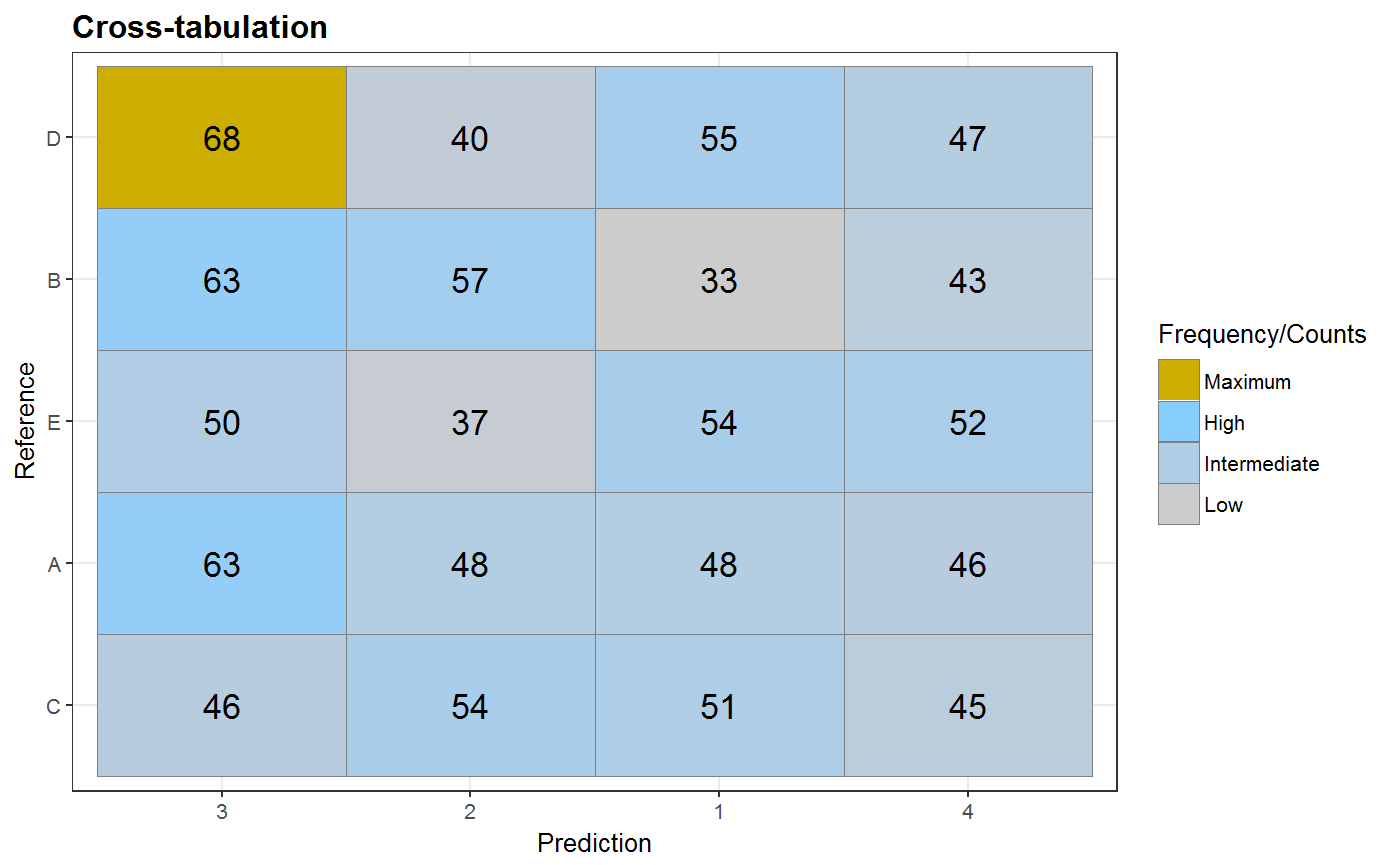 Cross-tabulation
D 68 40 55 47
B 63 57 33 43
E 50 37 54 52
A 63 48 48 46
C 46 54 51 45
3 2 1 4
Prediction
Reference
Frequency/Counts
Maximum
High
Intermediate
Low